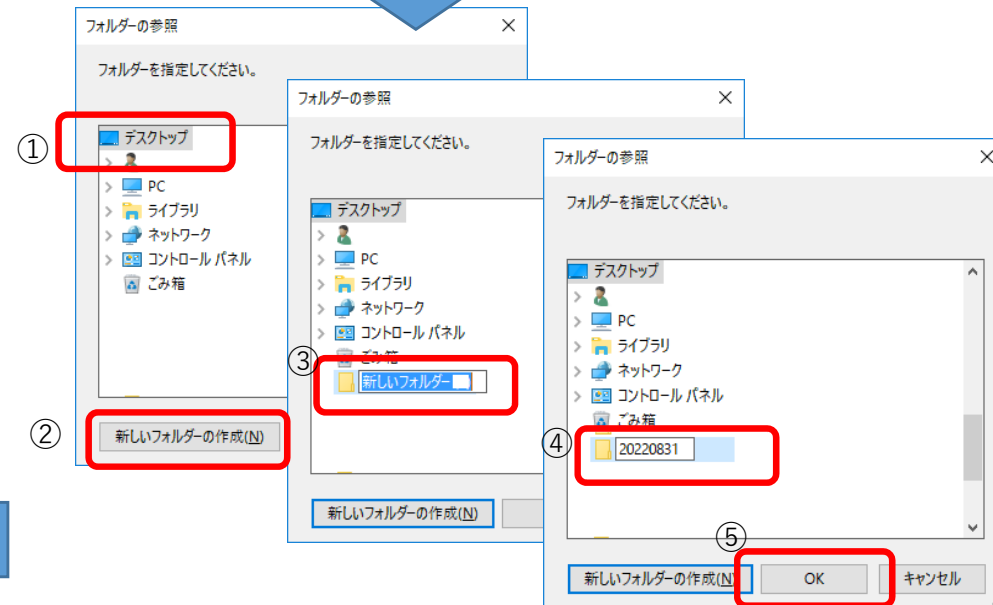 フォルダーの参照
フォルダーを指定してください。
①
デスクトップ
PC
ライブラリ
ネットワーク
コントロール パネル
ごみ箱
②
新しいフォルダーの作成(N)
フォルダーの参照
フォルダーを指定してください。
デスクトップ
PC
ライブラリ
ネットワーク
コントロール パネル
ごみ箱
③
新しいフォルダー
新しいフォルダーの作成(N)
フォルダーの参照
フォルダーを指定してください。
デスクトップ
PC
ライブラリ
ネットワーク
コントロール パネル
ごみ箱
④
20220831
⑤
新しいフォルダーの作成(N)
OK
キャンセル